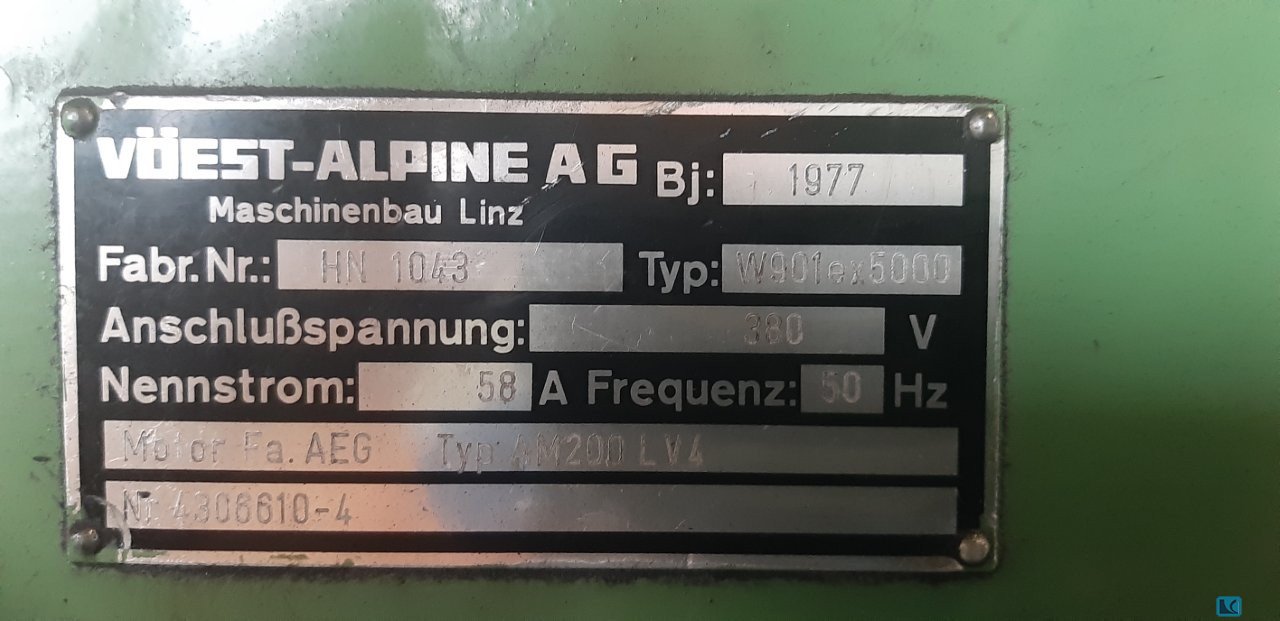 VÖEST-ALPINE AG Bj: 1977
Maschinenbau Linz
Fabr.Nr.: HN 1043 Typ: W901ex5000
Anschlußspannung: 380 V
Nennstrom: 58 A Frequenz: 50 Hz
Motor Fa. AEG Typ AM200 LV4
Nr 4306610-4